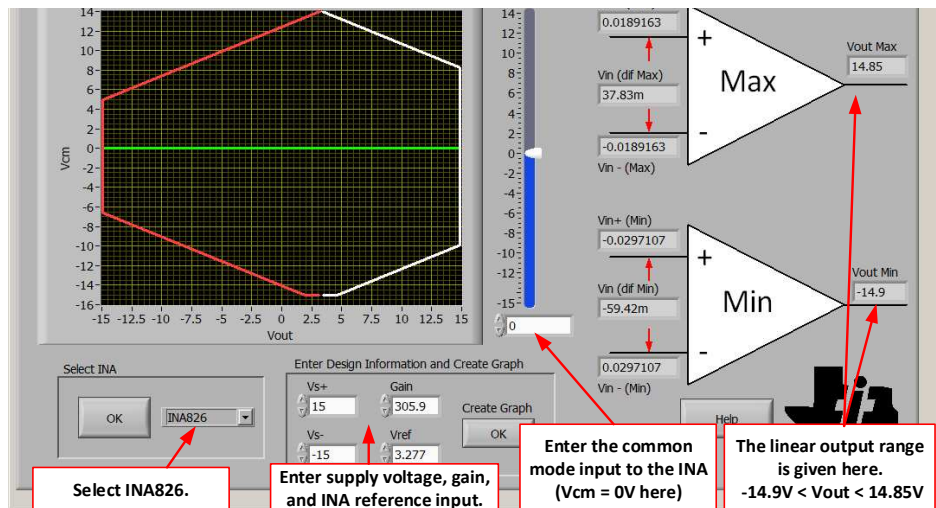 14
12
10
8
6
4
2
0
-2
-4
-6
-8
-10
-12
-14
-16
Vcm
-15 -12.5 -10 -7.5 -5 -2.5 0 2.5 5 7.5 10 12.5 15
Vout
14
12
10
8
6
4
2
0
-2
-4
-6
-8
-10
-12
-15
0
0.0189163
Vin (dif Max)
37.83m
-0.0189163
Vin - (Max)
+
Max
-
Vout Max
14.85
Vin+ (Min)
-0.0297107
Vin (dif Min)
-59.42m
0.0297107
Vin - (Min)
+
Min
-
Vout Min
-14.9
Select INA
OK
INA826
Enter Design Information and Create Graph
Vs+
15
Gain
305.9
Vs-
-15
Vref
3.277
Create Graph
OK
Help
Select INA826.
Enter supply voltage, gain,
and INA reference input.
Enter the common
mode input to the INA
(Vcm = 0V here)
The linear output range
is given here.
-14.9V < Vout < 14.85V